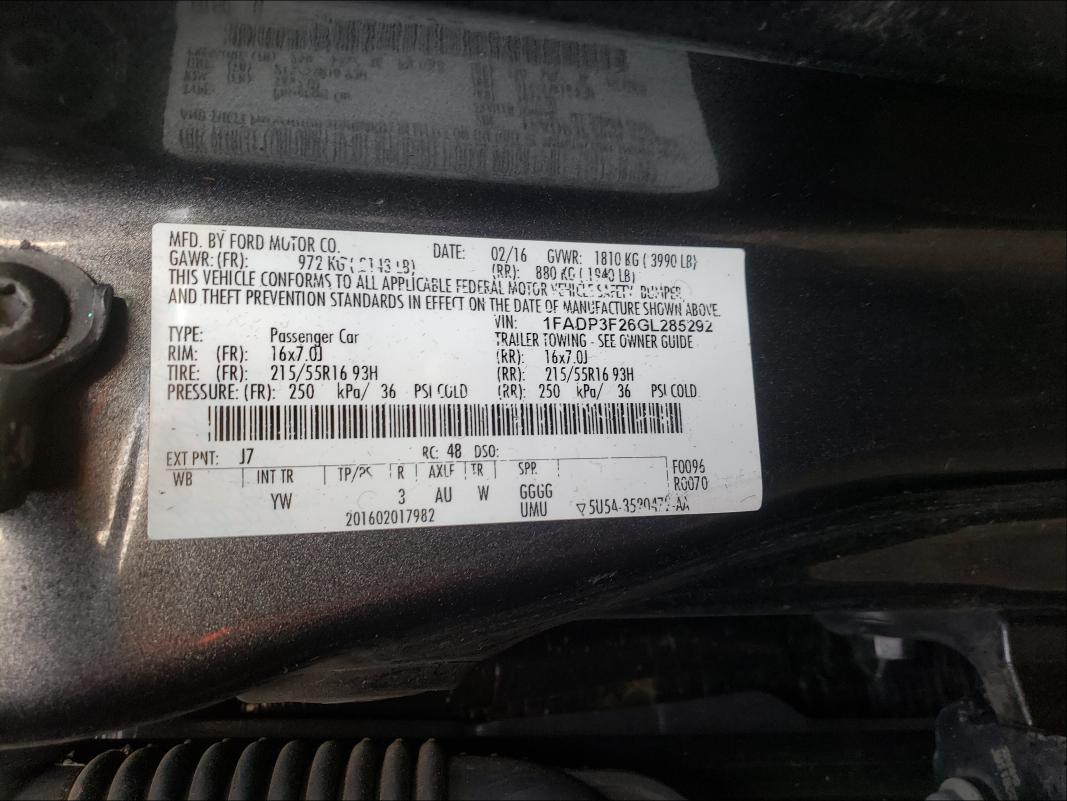 MFD. BY FORD MOTOR CO. DATE: 02/16 GVWR: 1810 KG ( 3990 LB)
GAWR: (FR): 972 KG ( 2143 LB) (RR): 880 KG ( 1940 LB)
THIS VEHICLE CONFORMS TO ALL APPLICABLE FEDERAL MOTOR VEHICLE SAFETY, BUMPER,
AND THEFT PREVENTION STANDARDS IN EFFECT ON THE DATE OF MANUFACTURE SHOWN ABOVE.
VIN: 1FADP3F26GL285292
TYPE: Passenger Car TRAILER TOWING - SEE OWNER GUIDE
RIM: (FR): 16x7.0J (RR): 16x7.0J
TIRE: (FR): 215/55R16 93H (RR): 215/55R16 93H
PRESSURE: (FR): 250 kPa/ 36 PSI COLD (RR): 250 kPa/ 36 PSI COLD
EXT PNT: J7 RC: 48 DSO:
WB INT TR TP/PS R AXLE TR SPR F0096
R0070
YW 3 AU W GGGG
201602017982 UMU